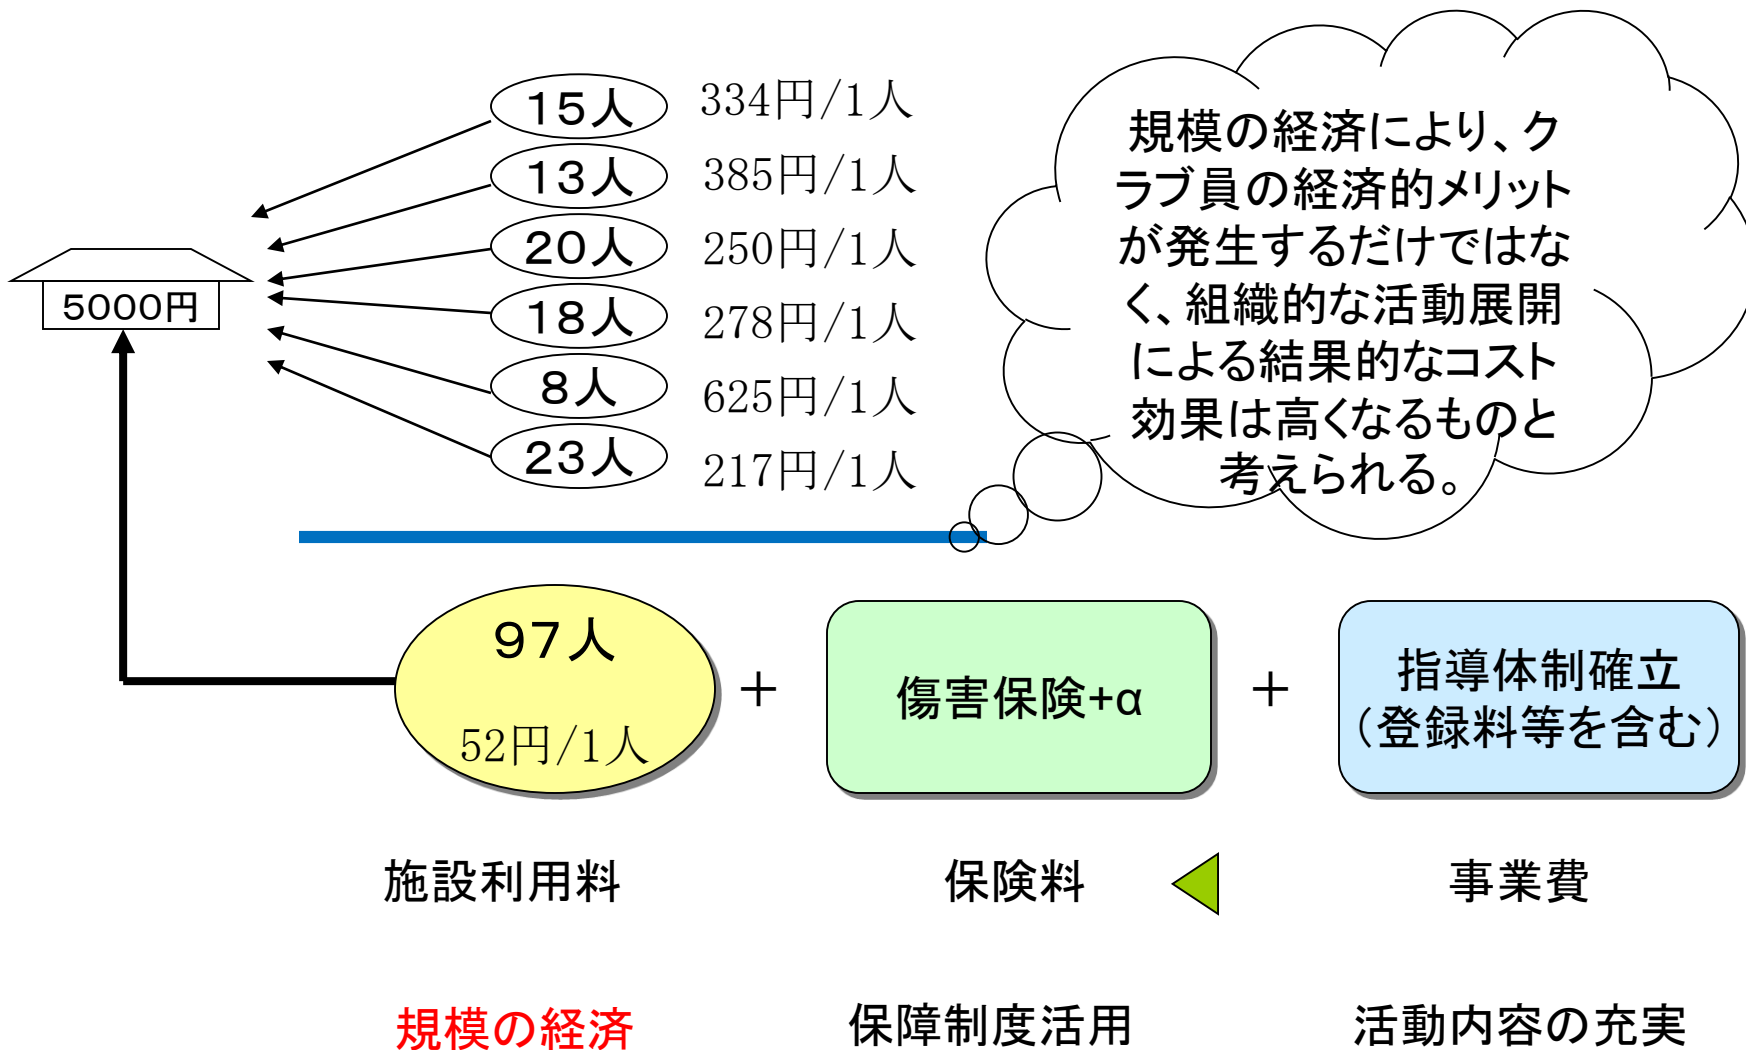 15人 334円/1人
13人 385円/1人
20人 250円/1人
18人 278円/1人
8人 625円/1人
23人 217円/1人
5000円
規模の経済により、ク
ラブ員の経済的メリット
が発生するだけではな
く、組織的な活動展開
による結果的なコスト
効果は高くなるものと
考えられる。
97人
52円/1人
+
傷害保険+α
+
指導体制確立
(登録料等を含む)
施設利用料
保険料
事業費
規模の経済
保障制度活用
活動内容の充実